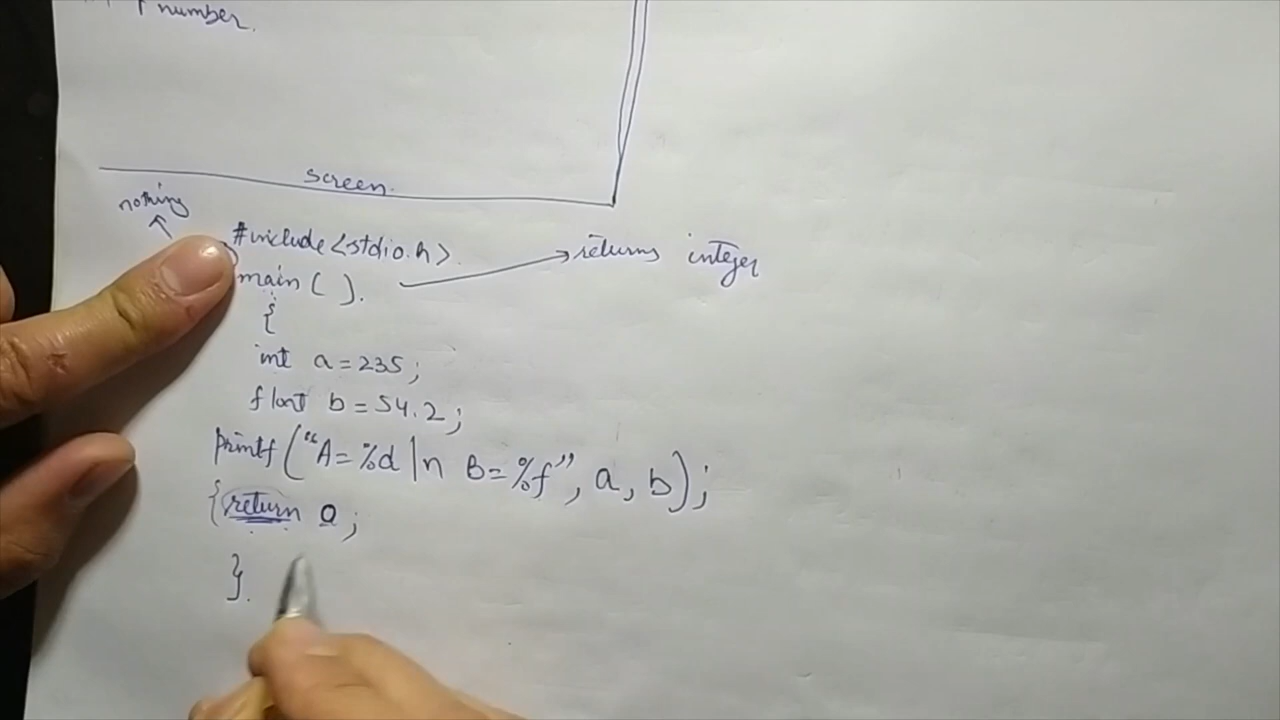 number.
screen.
nothing
#include<stdio.h>.
main ( ).
returns integer
{
int a=235;
float b=54.2;
printf("A=%d |n B=%f", a, b);
{return 0;
}.